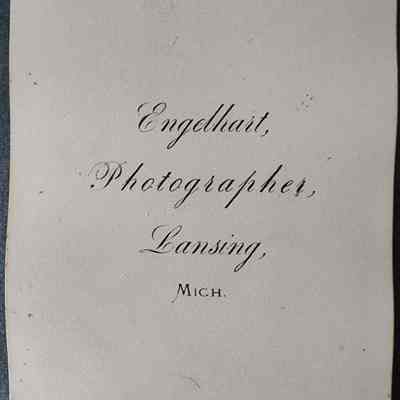 Engelhart,
Photographer,
Lansing,
Mich.